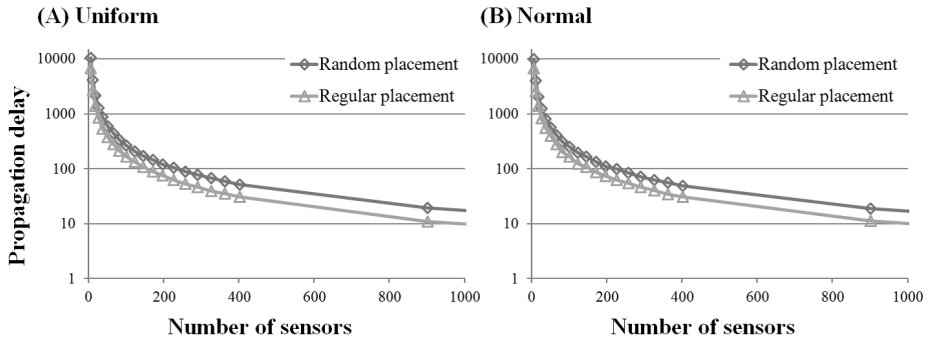 (A) Uniform
(B) Normal
Propagation delay
10000
1000
100
10
1
Random placement
Regular placement
0
200
400
600
800
1000
Number of sensors
10000
1000
100
10
1
Random placement
Regular placement
0
200
400
600
800
1000
Number of sensors